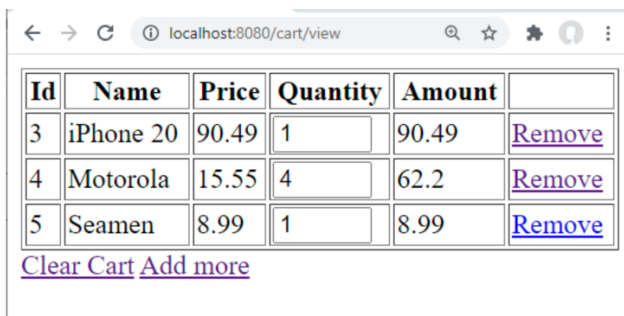 localhost:8080/cart/view
Id Name Price Quantity Amount
3 iPhone 20 90.49 1 90.49 Remove
4 Motorola 15.55 4 62.2 Remove
5 Seamen 8.99 1 8.99 Remove
Clear Cart Add more